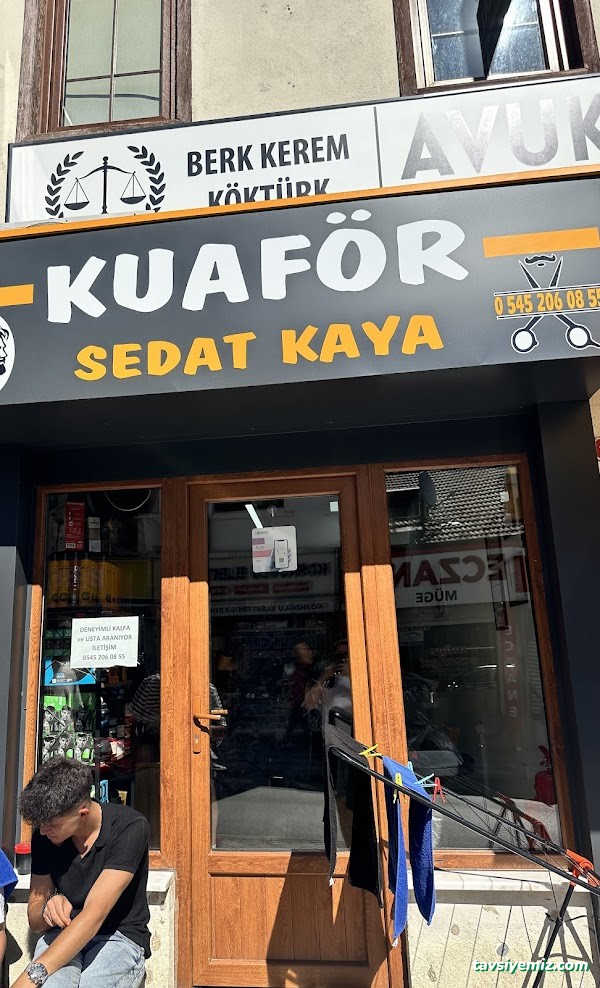 BERK KEREM
KÖKTÜRK
AVUK
KUAFÖR
SEDAT KAYA
0 545 206 08 55
DENEYİMLİ KALFA
ve USTA ARANIYOR
İLETİŞİM
0545 206 08 55
ECZAN
MÜGE
ECZANE
tavsiyemiz.com